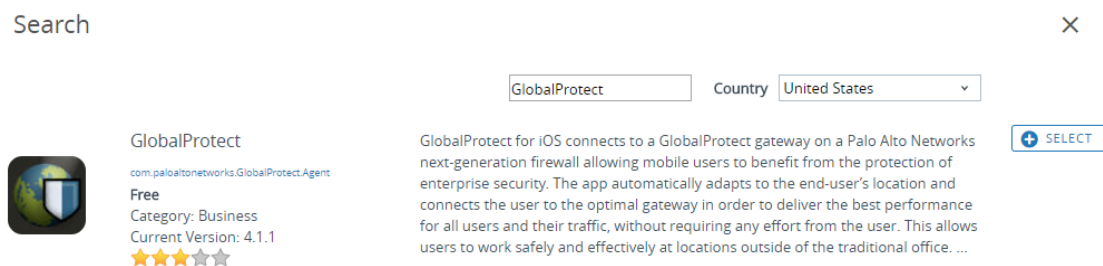 Search
GlobalProtect
Country
United States
GlobalProtect
com.paloaltonetworks.GlobalProtect.Agent
Free
Category: Business
Current Version: 4.1.1
GlobalProtect for iOS connects to a GlobalProtect gateway on a Palo Alto Networks
next-generation firewall allowing mobile users to benefit from the protection of
enterprise security. The app automatically adapts to the end-user’s location and
connects the user to the optimal gateway in order to deliver the best performance
for all users and their traffic, without requiring any effort from the user. This allows
users to work safely and effectively at locations outside of the traditional office. ...
SELECT